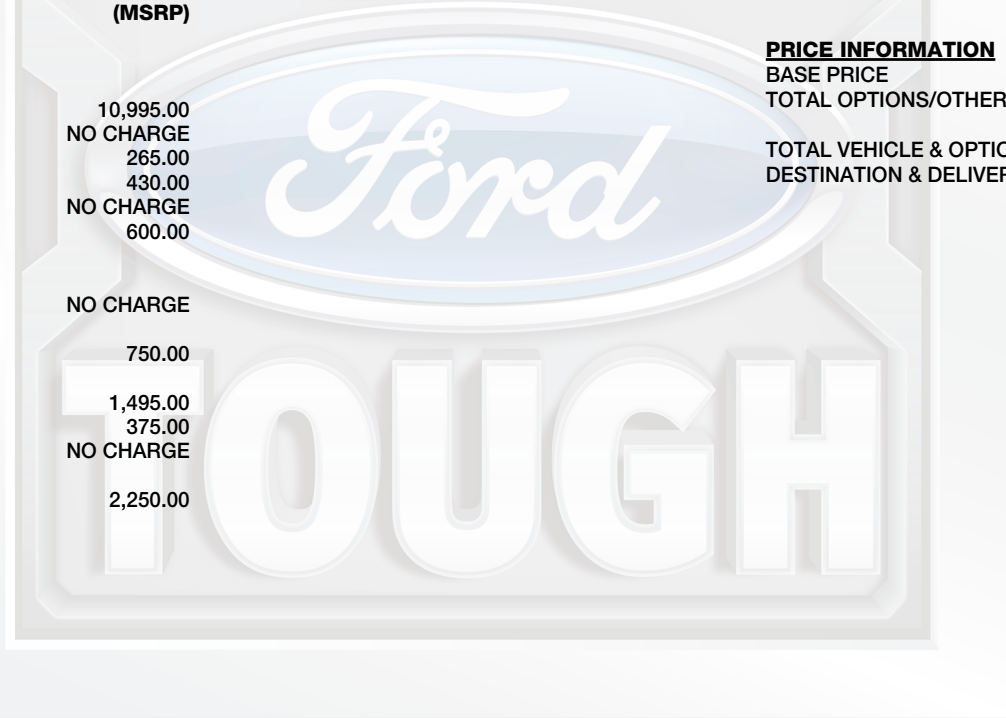 (MSRP)
10,995.00
NO CHARGE
265.00
430.00
NO CHARGE
600.00
NO CHARGE
750.00
1,495.00
375.00
NO CHARGE
2,250.00
PRICE INFORMATION
BASE PRICE
TOTAL OPTIONS/OTHER
TOTAL VEHICLE & OPTIO
DESTINATION & DELIVER
Ford
TOUGH